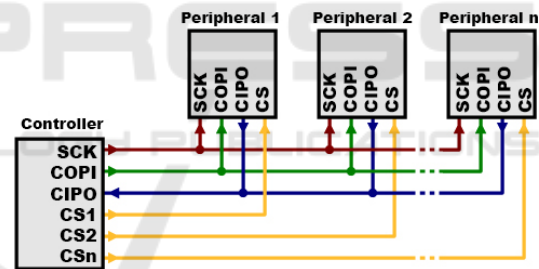 Peripheral 1
Peripheral 2
Peripheral n
SCK
COPI
CIPO
CS
SCK
COPI
CIPO
CS
SCK
COPI
CIPO
CS
Controller
SCK
COPI
CIPO
CS1
CS2
CSn